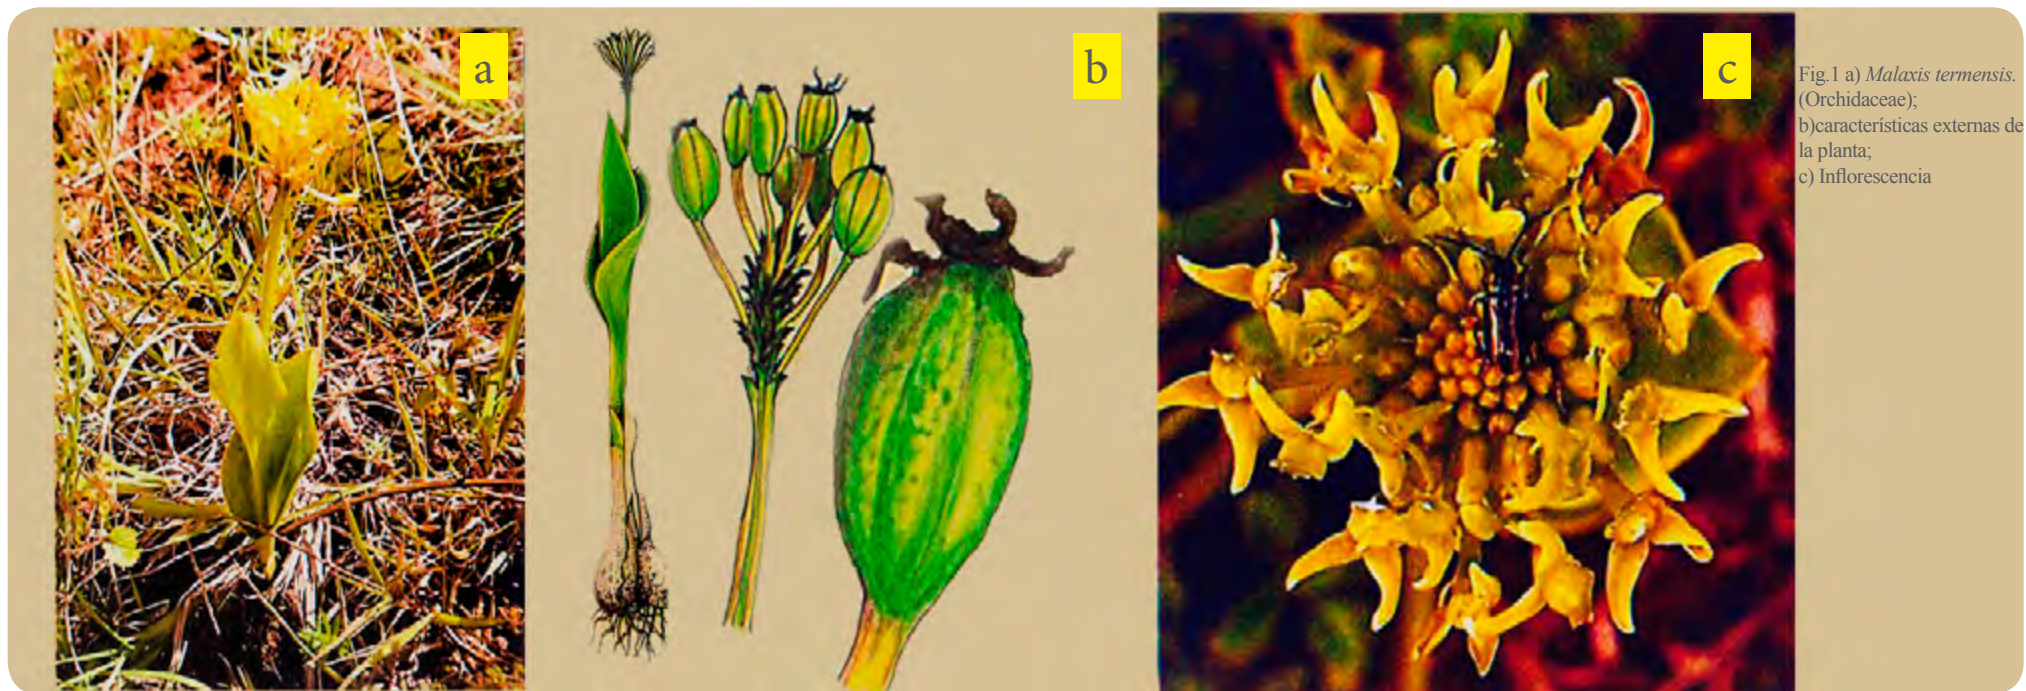 a
b
c
Fig.1 a) Malaxis termensis.
(Orchidaceae);
b)características externas de
la planta;
c) Inflorescencia